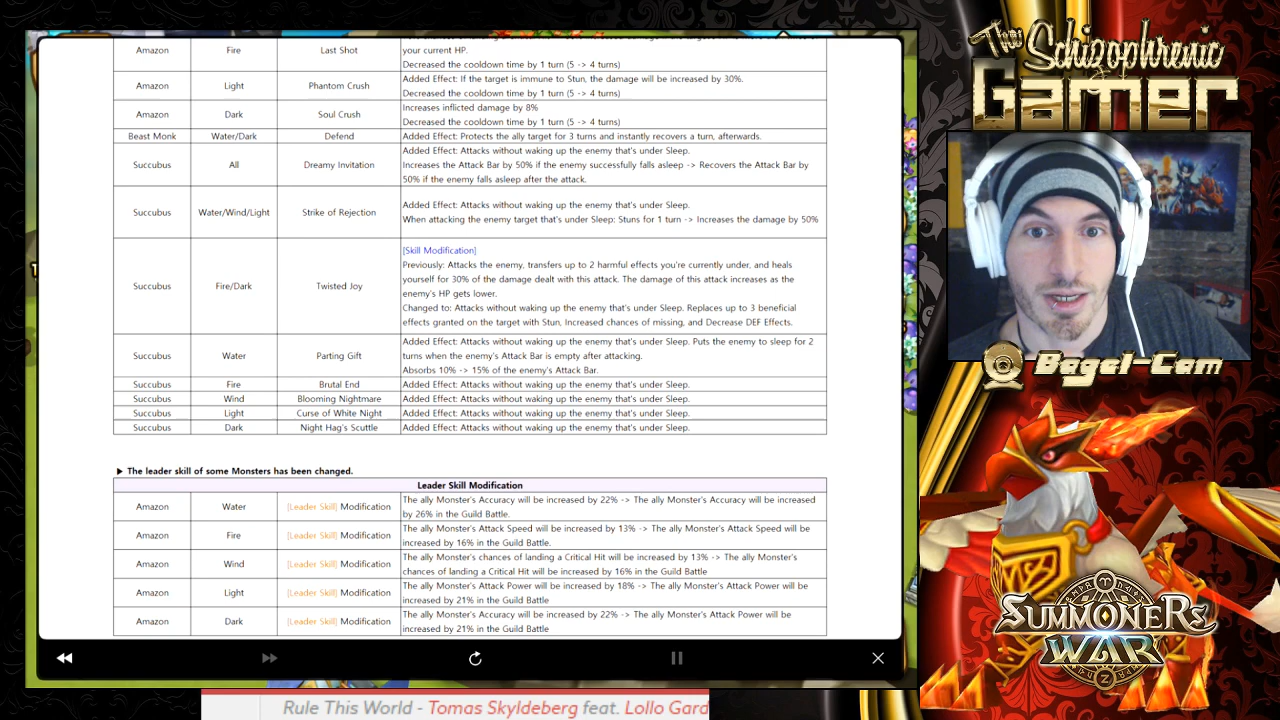 The Schizophrenic
Gamer
Amazon Fire Last Shot
your current HP.
Decreased the cooldown time by 1 turn (5 -> 4 turns)
Amazon Light Phantom Crush
Added Effect: If the target is immune to Stun, the damage will be increased by 30%.
Decreased the cooldown time by 1 turn (5 -> 4 turns)
Amazon Dark Soul Crush
Increases inflicted damage by 8%
Decreased the cooldown time by 1 turn (5 -> 4 turns)
Beast Monk Water/Dark Defend Added Effect: Protects the ally target for 3 turns and instantly recovers a turn, afterwards.
Succubus All Dreamy Invitation
Added Effect: Attacks without waking up the enemy that's under Sleep.
Increases the Attack Bar by 50% if the enemy successfully falls asleep -> Recovers the Attack Bar by
50% if the enemy falls asleep after the attack.
Succubus Water/Wind/Light Strike of Rejection
Added Effect: Attacks without waking up the enemy that's under Sleep.
When attacking the enemy target that's under Sleep: Stuns for 1 turn -> Increases the damage by 50%
Succubus Fire/Dark Twisted Joy
[Skill Modification]
Previously: Attacks the enemy, transfers up to 2 harmful effects you're currently under, and heals
yourself for 30% of the damage dealt with this attack. The damage of this attack increases as the
enemy's HP gets lower.
Changed to: Attacks without waking up the enemy that's under Sleep. Replaces up to 3 beneficial
effects granted on the target with Stun, Increased chances of missing, and Decrease DEF Effects.
Succubus Water Parting Gift
Added Effect: Attacks without waking up the enemy that's under Sleep. Puts the enemy to sleep for 2
turns when the enemy's Attack Bar is empty after attacking.
Absorbs 10% -> 15% of the enemy's Attack Bar.
Succubus Fire Brutal End Added Effect: Attacks without waking up the enemy that's under Sleep.
Succubus Wind Blooming Nightmare Added Effect: Attacks without waking up the enemy that's under Sleep.
Succubus Light Curse of White Night Added Effect: Attacks without waking up the enemy that's under Sleep.
Succubus Dark Night Hag's Scuttle Added Effect: Attacks without waking up the enemy that's under Sleep.
▶ The leader skill of some Monsters has been changed.
Leader Skill Modification
Amazon Water [Leader Skill] Modification
The ally Monster's Accuracy will be increased by 22% -> The ally Monster's Accuracy will be increased
by 26% in the Guild Battle.
Amazon Fire [Leader Skill] Modification
The ally Monster's Attack Speed will be increased by 13% -> The ally Monster's Attack Speed will be
increased by 16% in the Guild Battle.
Amazon Wind [Leader Skill] Modification
The ally Monster's chances of landing a Critical Hit will be increased by 13% -> The ally Monster's
chances of landing a Critical Hit will be increased by 16% in the Guild Battle
Amazon Light [Leader Skill] Modification
The ally Monster's Attack Power will be increased by 18% -> The ally Monster's Attack Power will be
increased by 21% in the Guild Battle
Amazon Dark [Leader Skill] Modification
The ally Monster's Accuracy will be increased by 22% -> The ally Monster's Attack Power will be
increased by 21% in the Guild Battle
Bagel-Cam
SUMMONERS
WAR
Rule This World - Tomas Skyldeberg feat. Lollo Gard